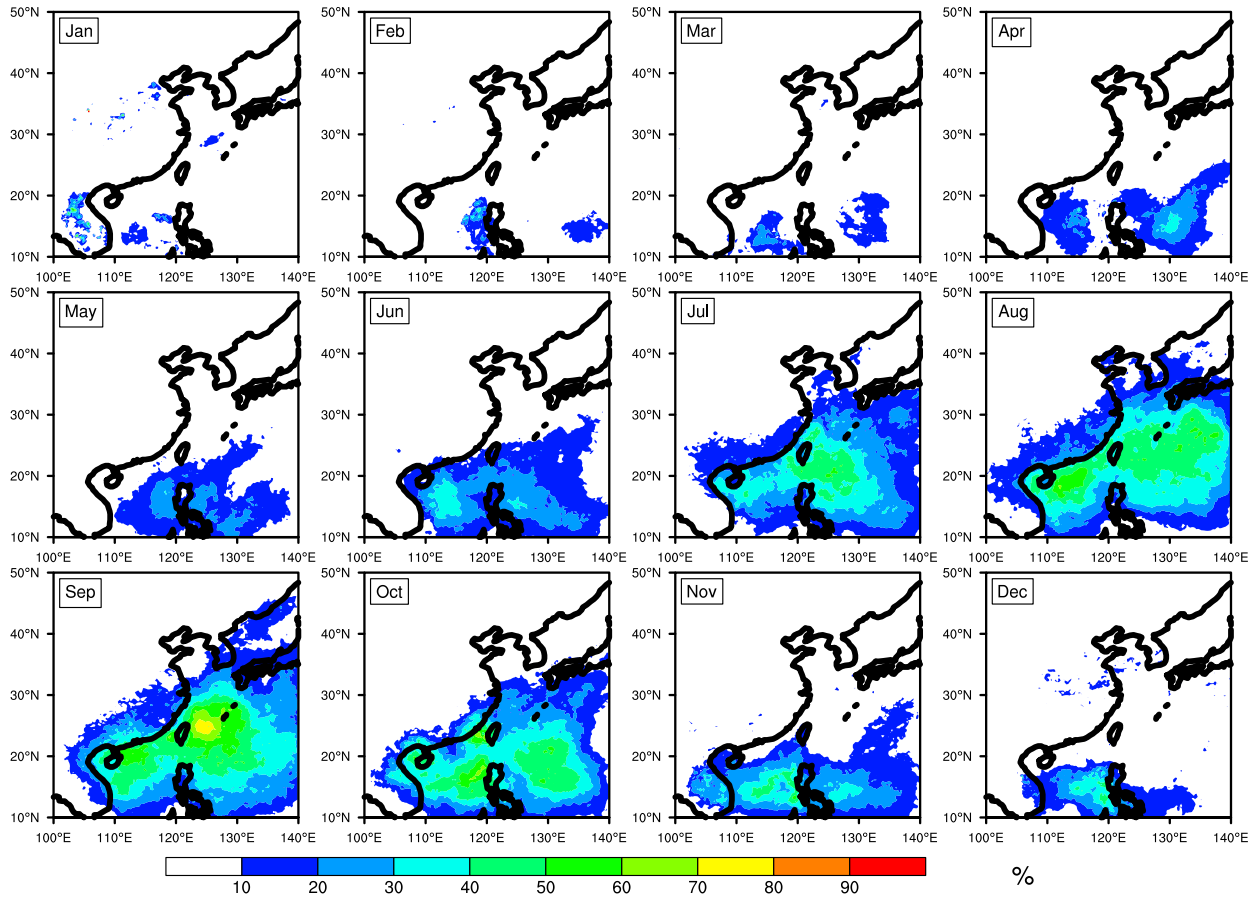 50°N 50°N 50°N 50°N
Jan Feb Mar Apr
40°N 40°N 40°N 40°N
30°N 30°N 30°N 30°N
20°N 20°N 20°N 20°N
10°N 10°N 10°N 10°N
100°E 110°E 120°E 130°E 140°E 100°E 110°E 120°E 130°E 140°E 100°E 110°E 120°E 130°E 140°E 100°E 110°E 120°E 130°E 140°E
50°N 50°N 50°N 50°N
May Jun Jul Aug
40°N 40°N 40°N 40°N
30°N 30°N 30°N 30°N
20°N 20°N 20°N 20°N
10°N 10°N 10°N 10°N
100°E 110°E 120°E 130°E 140°E 100°E 110°E 120°E 130°E 140°E 100°E 110°E 120°E 130°E 140°E 100°E 110°E 120°E 130°E 140°E
50°N 50°N 50°N 50°N
Sep Oct Nov Dec
40°N 40°N 40°N 40°N
30°N 30°N 30°N 30°N
20°N 20°N 20°N 20°N
10°N 10°N 10°N 10°N
100°E 110°E 120°E 130°E 140°E 100°E 110°E 120°E 130°E 140°E 100°E 110°E 120°E 130°E 140°E 100°E 110°E 120°E 130°E 140°E
10 20 30 40 50 60 70 80 90 %